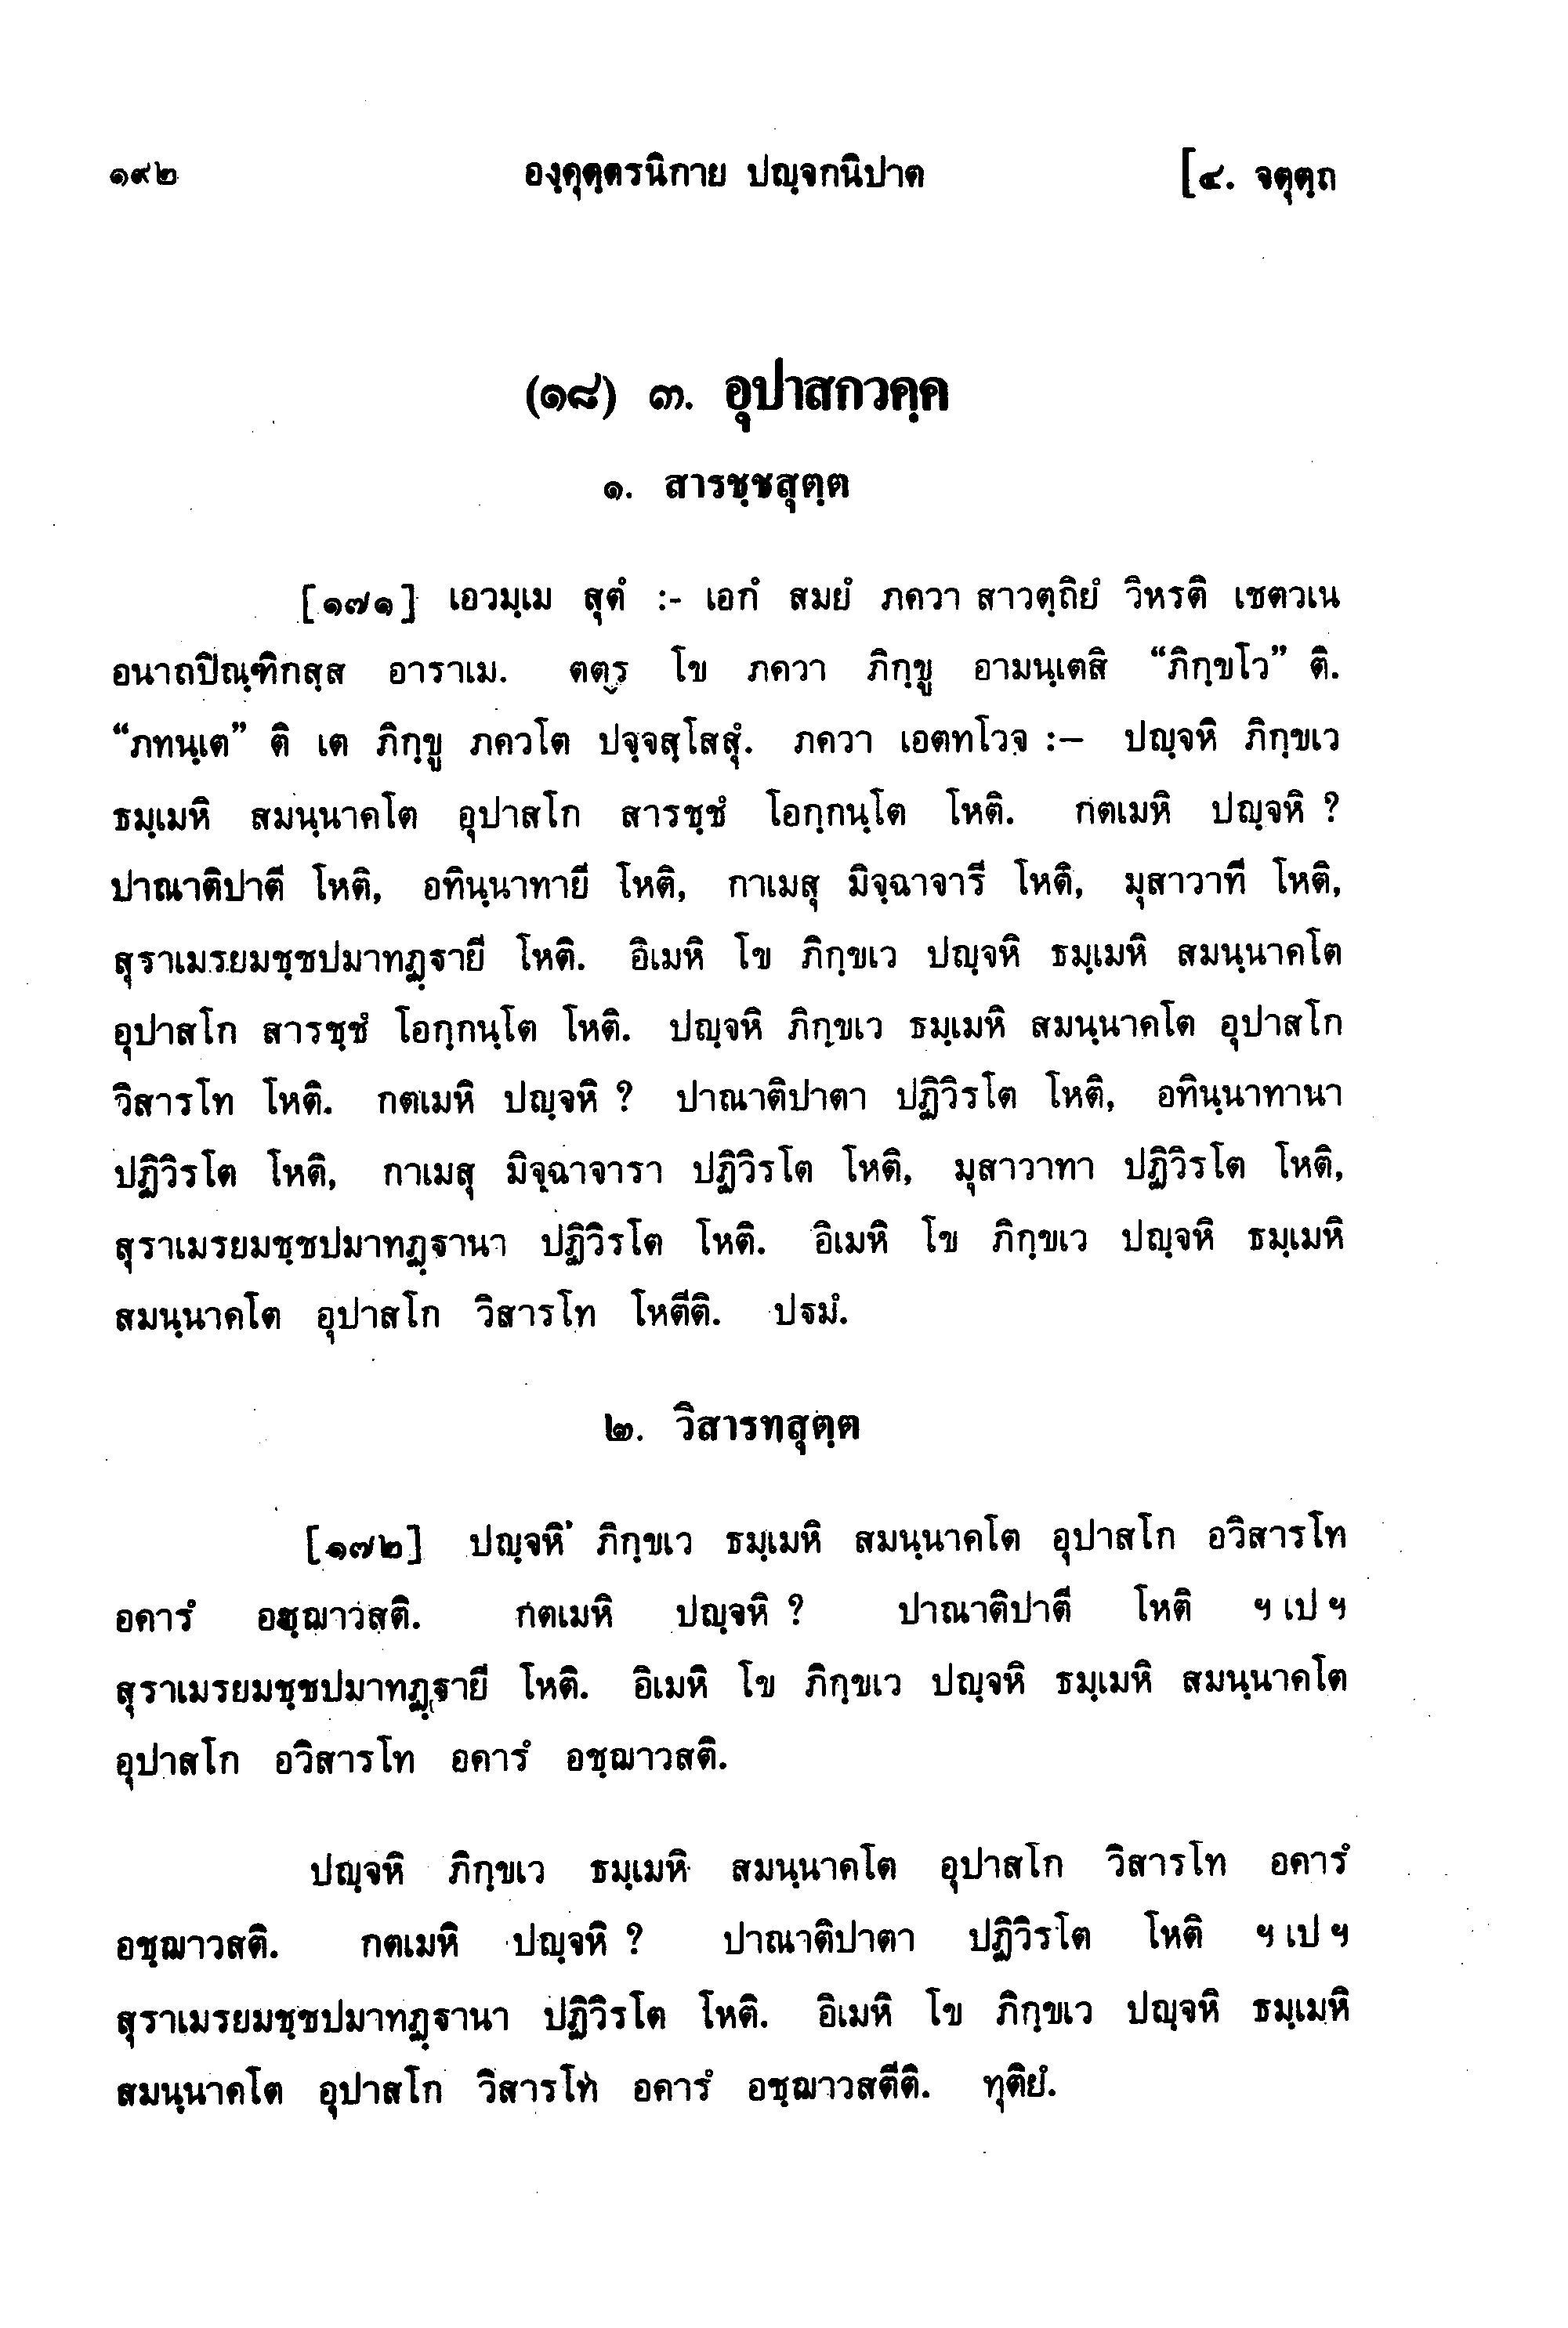 ๑๙๒ องฺคุตฺตรนิกาย ปญฺจกนิปาต [๔. จตุตฺถ
(๑๘) ๓. อุปาสกวคฺค
๑. สารชฺชสุตฺต
[๑๗๑] เอวมฺเม สุตํ :- เอกํ สมยํ ภควา สาวตฺถิยํ วิหรติ เชตวเน
อนาถปิณฺฑิกสฺส อาราเม. ตตฺร โข ภควา ภิกฺขู อามนฺเตสิ “ภิกฺขโว” ติ.
“ภทนฺเต” ติ เต ภิกฺขู ภควโต ปจฺจสฺโสสุํ. ภควา เอตทโวจ :– ปญฺจหิ ภิกฺขเว
ธมฺเมหิ สมนฺนาคโต อุปาสโก สารชฺชํ โอกฺกนฺโต โหติ. กตเมหิ ปญฺจหิ ?
ปาณาติปาตี โหติ, อทินฺนาทายี โหติ, กาเมสุ มิจฺฉาจารี โหติ, มุสาวาที โหติ,
สุราเมรยมชฺชปมาทฏฺฐายี โหติ. อิเมหิ โข ภิกฺขเว ปญฺจหิ ธมฺเมหิ สมนฺนาคโต
อุปาสโก สารชฺชํ โอกฺกนฺโต โหติ. ปญฺจหิ ภิกฺขเว ธมฺเมหิ สมนฺนาคโต อุปาสโก
วิสารโท โหติ. กตเมหิ ปญฺจหิ ? ปาณาติปาตา ปฏิวิรโต โหติ, อทินฺนาทานา
ปฏิวิรโต โหติ, กาเมสุ มิจฺฉาจารา ปฏิวิรโต โหติ, มุสาวาทา ปฏิวิรโต โหติ,
สุราเมรยมชฺชปมาทฏฺฐานา ปฏิวิรโต โหติ. อิเมหิ โข ภิกฺขเว ปญฺจหิ ธมฺเมหิ
สมนฺนาคโต อุปาสโก วิสารโท โหตีติ. ปฐมํ.
๒. วิสารทสุตฺต
[๑๗๒] ปญฺจหิ ภิกฺขเว ธมฺเมหิ สมนฺนาคโต อุปาสโก อวิสารโท
อคารํ อชฺฌาวสติ. กตเมหิ ปญฺจหิ ? ปาณาติปาตี โหติ ฯ เป ฯ
สุราเมรยมชฺชปมาทฏฺฐายี โหติ. อิเมหิ โข ภิกฺขเว ปญฺจหิ ธมฺเมหิ สมนฺนาคโต
อุปาสโก อวิสารโท อคารํ อชฺฌาวสติ.
ปญฺจหิ ภิกฺขเว ธมฺเมหิ สมนฺนาคโต อุปาสโก วิสารโท อคารํ
อชฺฌาวสติ. กตเมหิ ปญฺจหิ ? ปาณาติปาตา ปฏิวิรโต โหติ ฯ เป ฯ
สุราเมรยมชฺชปมาทฏฺฐานา ปฏิวิรโต โหติ. อิเมหิ โข ภิกฺขเว ปญฺจหิ ธมฺเมหิ
สมนฺนาคโต อุปาสโก วิสารโท อคารํ อชฺฌาวสตีติ. ทุติยํ.